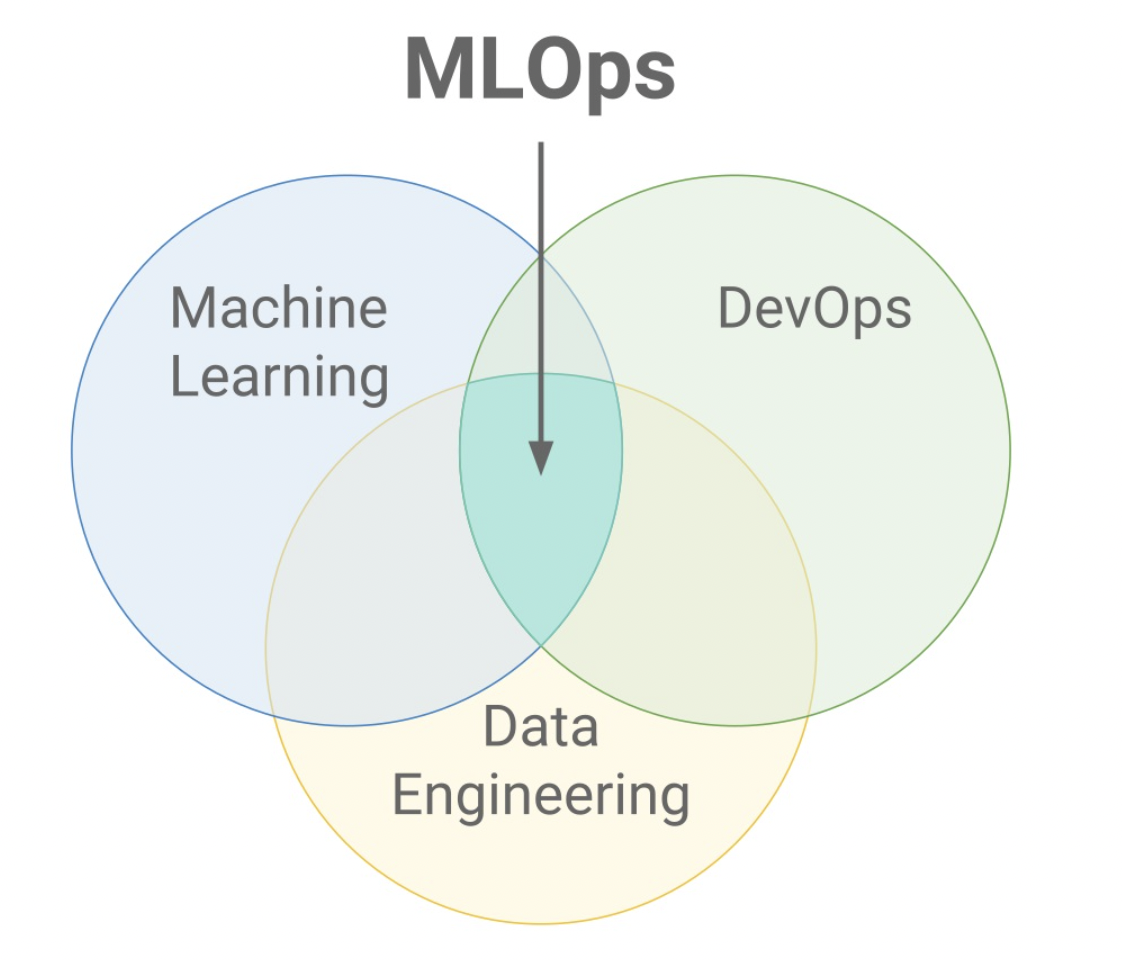 MLOps
Machine
Learning
DevOps
Data
Engineering